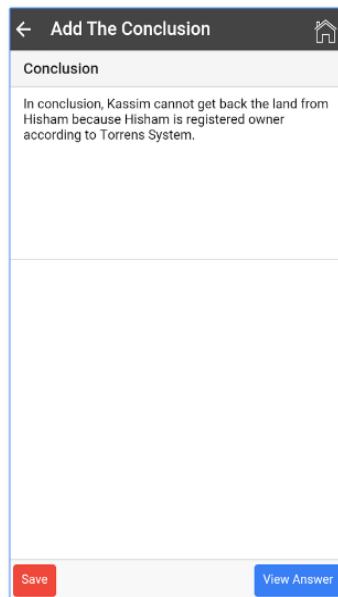 Add The Conclusion
Conclusion
In conclusion, Kassim cannot get back the land from
Hisham because Hisham is registered owner
according to Torrens System.
Save
View Answer